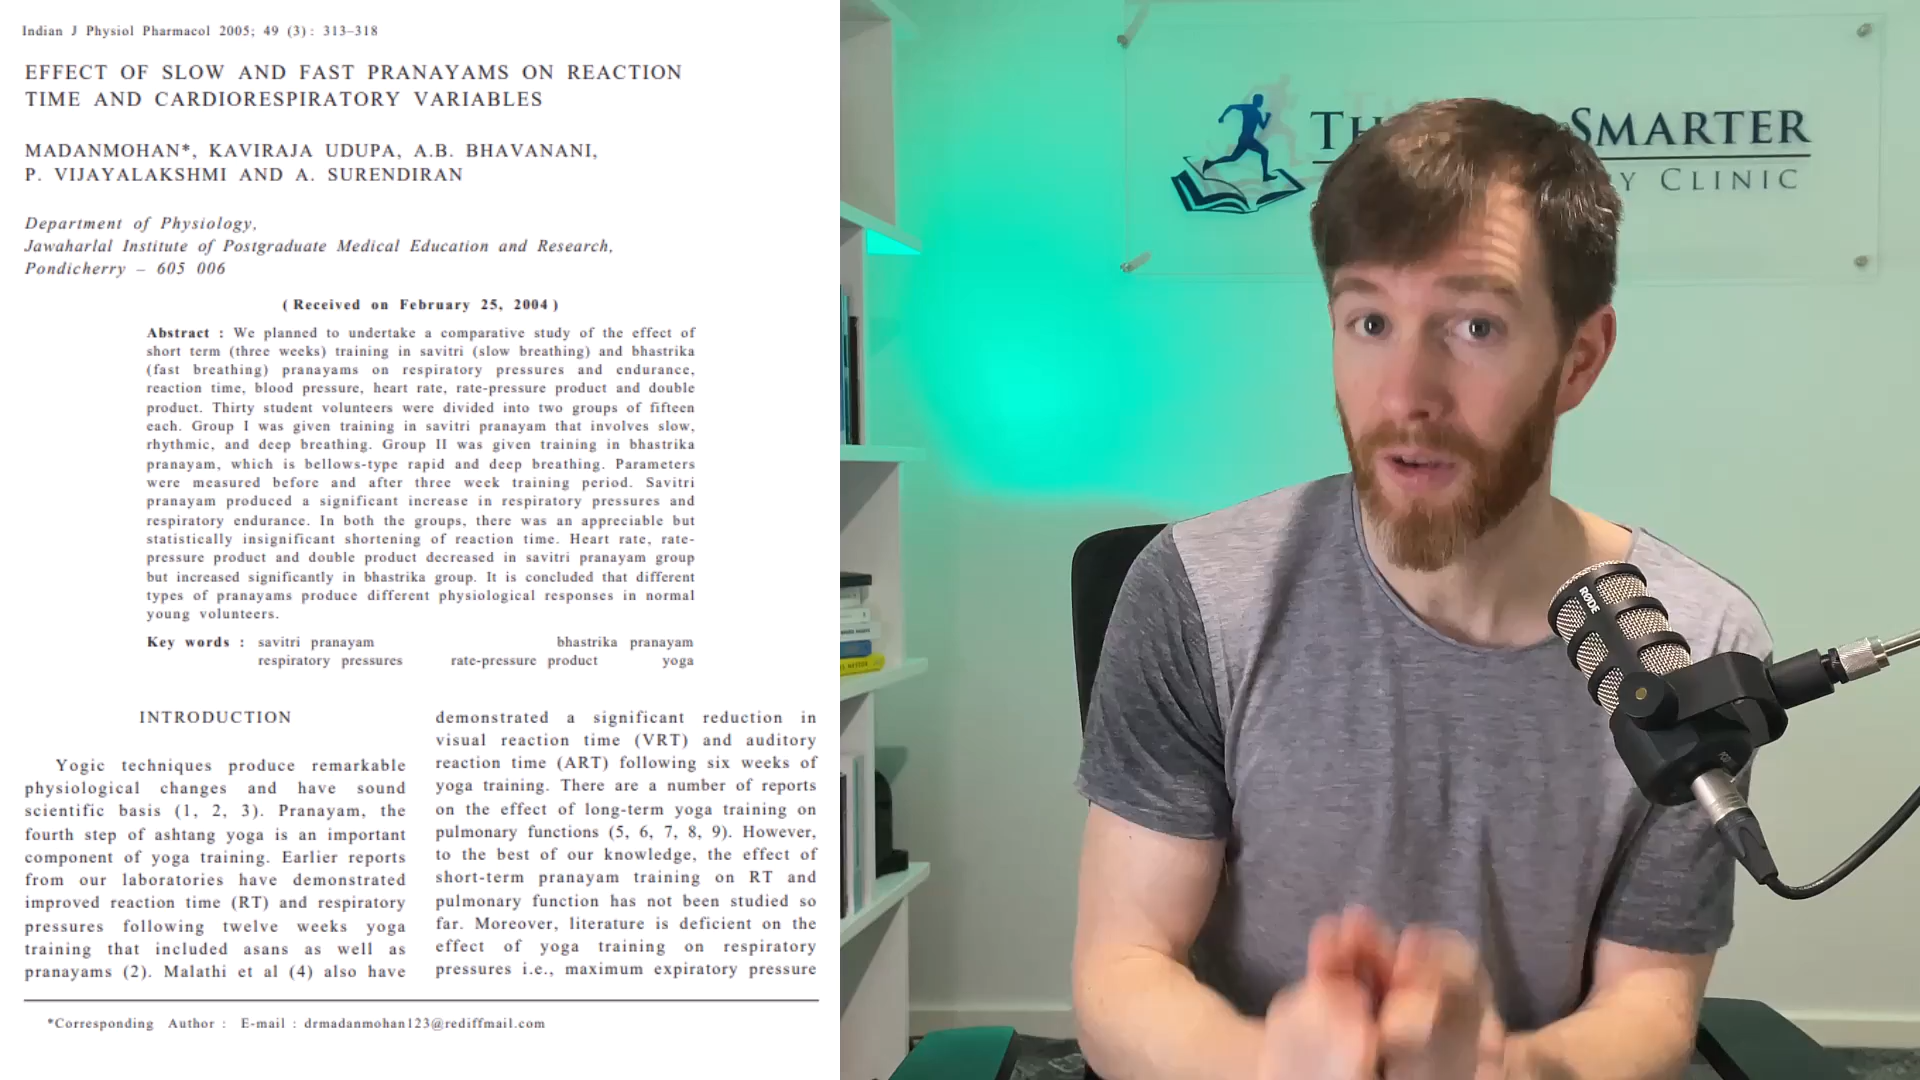 Indian J Physiol Pharmacol 2005; 49 (3): 313–318
EFFECT OF SLOW AND FAST PRANAYAMS ON REACTION
TIME AND CARDIORESPIRATORY VARIABLES
MADANMOHAN*, KAVIRAJA UDUPA, A.B. BHAVANANI,
P. VIJAYALAKSHMI AND A. SURENDIRAN
Department of Physiology,
Jawaharlal Institute of Postgraduate Medical Education and Research,
Pondicherry – 605 006
(Received on February 25, 2004)
Abstract : We planned to undertake a comparative study of the effect of
short term (three weeks) training in savitri (slow breathing) and bhastrika
(fast breathing) pranayams on respiratory pressures and endurance,
reaction time, blood pressure, heart rate, rate-pressure product and double
product. Thirty student volunteers were divided into two groups of fifteen
each. Group I was given training in savitri pranayam that involves slow,
rhythmic, and deep breathing. Group II was given training in bhastrika
pranayam, which is bellows-type rapid and deep breathing. Parameters
were measured before and after three week training period. Savitri
pranayam produced a significant increase in respiratory pressures and
respiratory endurance. In both the groups, there was an appreciable but
statistically insignificant shortening of reaction time. Heart rate, rate-
pressure product and double product decreased in savitri pranayam group
but increased significantly in bhastrika group. It is concluded that different
types of pranayams produce different physiological responses in normal
young volunteers.
Key words : savitri pranayam bhastrika pranayam
respiratory pressures rate-pressure product yoga
INTRODUCTION
Yogic techniques produce remarkable
physiological changes and have sound
scientific basis (1, 2, 3). Pranayam, the
fourth step of ashtang yoga is an important
component of yoga training. Earlier reports
from our laboratories have demonstrated
improved reaction time (RT) and respiratory
pressures following twelve weeks yoga
training that included asans as well as
pranayams (2). Malathi et al (4) also have
demonstrated a significant reduction in
visual reaction time (VRT) and auditory
reaction time (ART) following six weeks of
yoga training. There are a number of reports
on the effect of long-term yoga training on
pulmonary functions (5, 6, 7, 8, 9). However,
to the best of our knowledge, the effect of
short-term pranayam training on RT and
pulmonary function has not been studied so
far. Moreover, literature is deficient on the
effect of yoga training on respiratory
pressures i.e., maximum expiratory pressure
*Corresponding Author : E-mail : drmadanmohan123@rediffmail.com
SMARTER
CLINIC
RØDE